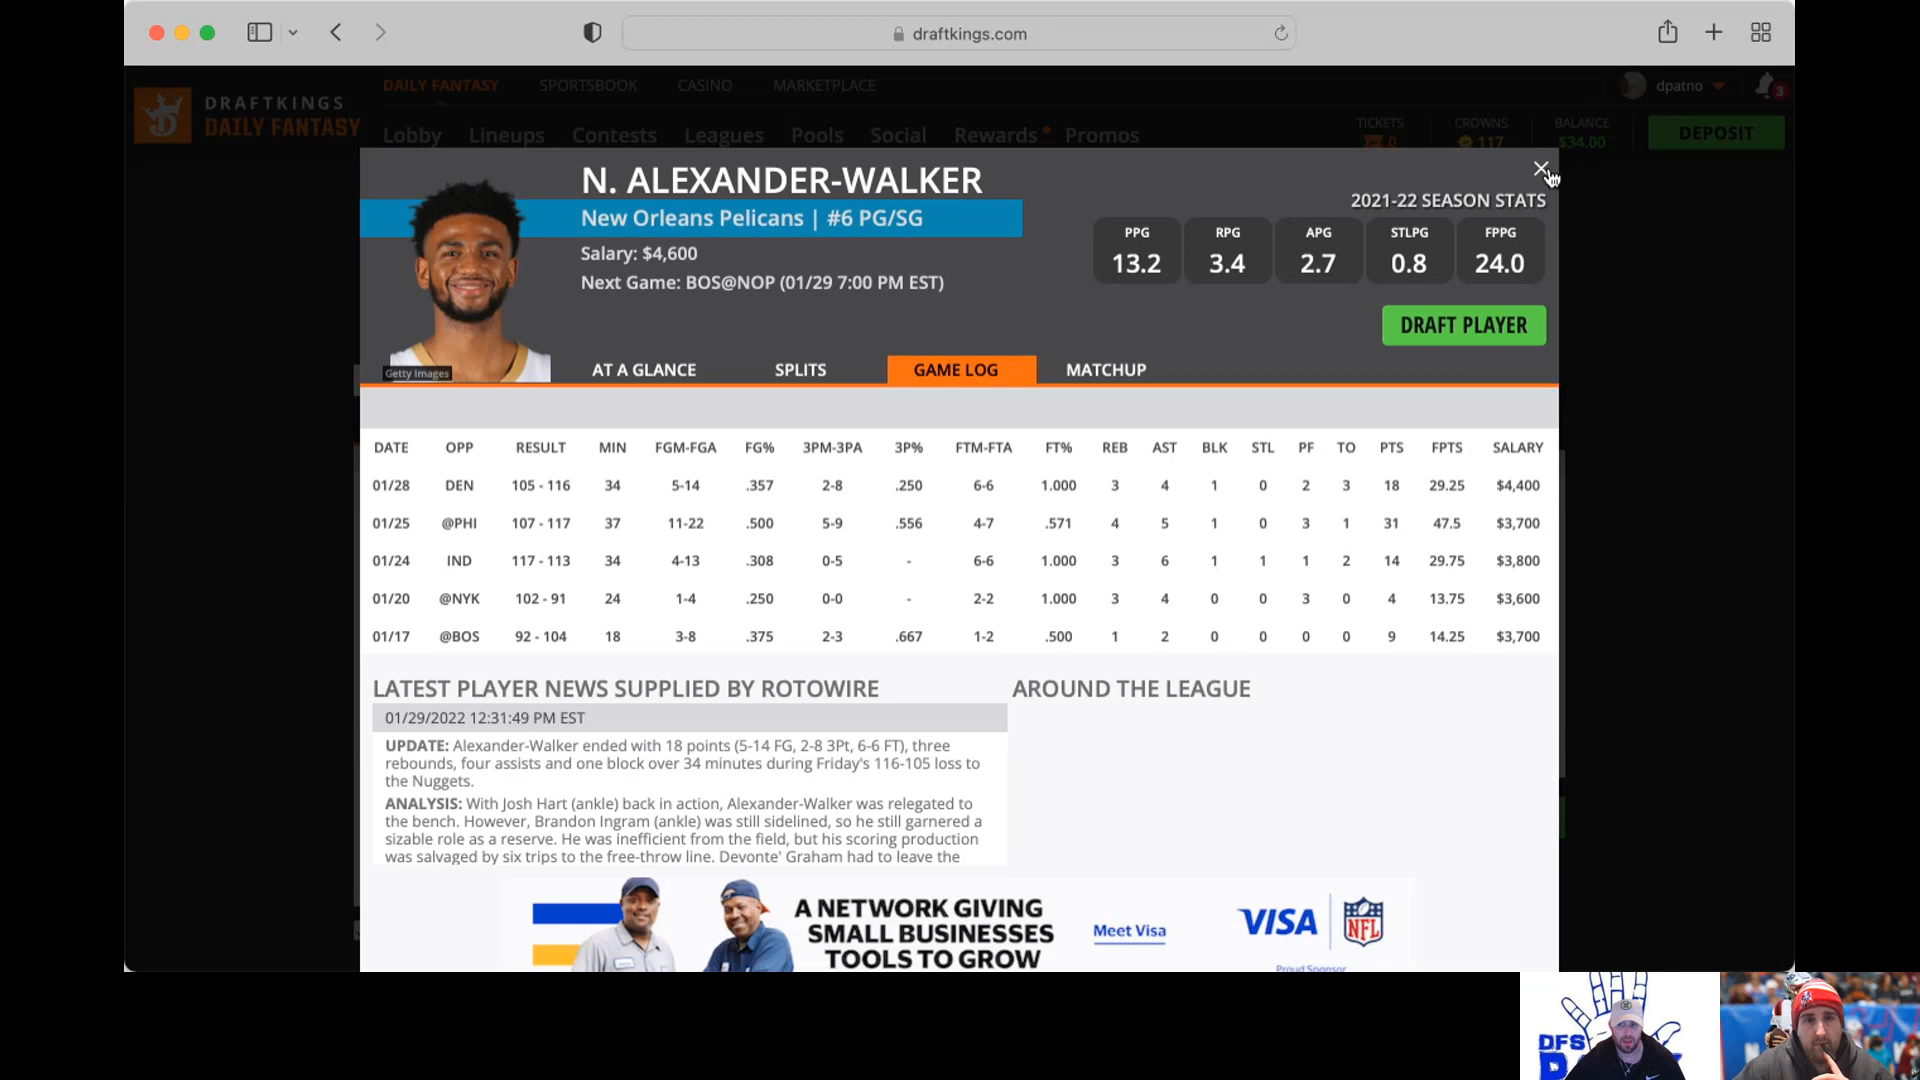 draftkings.com
DRAFTKINGS
DAILY FANTASY
DAILY FANTASY SPORTSBOOK CASINO MARKETPLACE
dpatno
3
Lobby Lineups Contests Leagues Pools Social Rewards Promos
TICKETS CROWNS BALANCE
0 117 $34.00
DEPOSIT
N. ALEXANDER-WALKER
New Orleans Pelicans | #6 PG/SG
Salary: $4,600
Next Game: BOS@NOP (01/29 7:00 PM EST)
2021-22 SEASON STATS
PPG RPG APG STLPG FPPG
13.2 3.4 2.7 0.8 24.0
DRAFT PLAYER
Getty Images
AT A GLANCE SPLITS GAME LOG MATCHUP
DATE OPP RESULT MIN FGM-FGA FG% 3PM-3PA 3P% FTM-FTA FT% REB AST BLK STL PF TO PTS FPTS SALARY
01/28 DEN 105 - 116 34 5-14 .357 2-8 .250 6-6 1.000 3 4 1 0 2 3 18 29.25 $4,400
01/25 @PHI 107 - 117 37 11-22 .500 5-9 .556 4-7 .571 4 5 1 0 3 1 31 47.5 $3,700
01/24 IND 117 - 113 34 4-13 .308 0-5 - 6-6 1.000 3 6 1 1 1 2 14 29.75 $3,800
01/20 @NYK 102 - 91 24 1-4 .250 0-0 - 2-2 1.000 3 4 0 0 3 0 4 13.75 $3,600
01/17 @BOS 92 - 104 18 3-8 .375 2-3 .667 1-2 .500 1 2 0 0 0 0 9 14.25 $3,700
LATEST PLAYER NEWS SUPPLIED BY ROTOWIRE
01/29/2022 12:31:49 PM EST
UPDATE: Alexander-Walker ended with 18 points (5-14 FG, 2-8 3Pt, 6-6 FT), three
rebounds, four assists and one block over 34 minutes during Friday's 116-105 loss to
the Nuggets.
ANALYSIS: With Josh Hart (ankle) back in action, Alexander-Walker was relegated to
the bench. However, Brandon Ingram (ankle) was still sidelined, so he still garnered a
sizable role as a reserve. He was inefficient from the field, but his scoring production
was salvaged by six trips to the free-throw line. Devonte' Graham had to leave the
AROUND THE LEAGUE
A NETWORK GIVING
SMALL BUSINESSES
TOOLS TO GROW
Meet Visa
VISA
NFL
Proud Sponsor
DFS